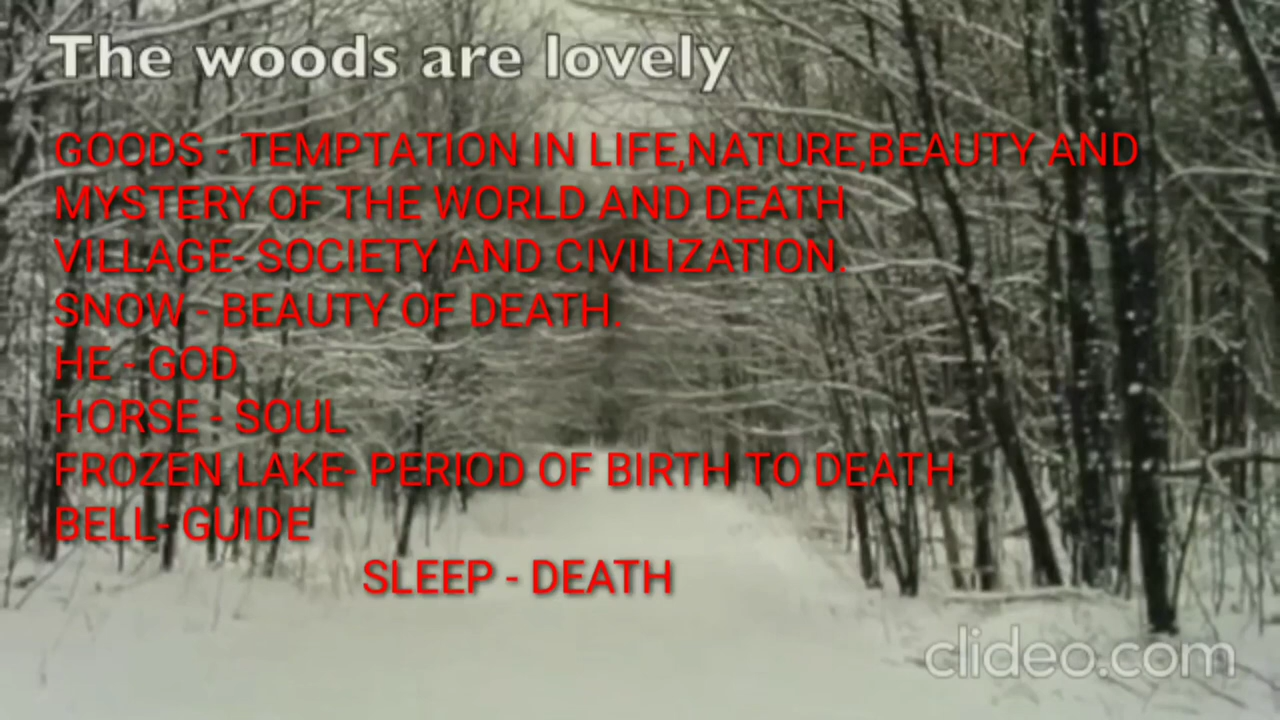 The woods are lovely
GOODS - TEMPTATION IN LIFE,NATURE,BEAUTY AND
MYSTERY OF THE WORLD AND DEATH
VILLAGE- SOCIETY AND CIVILIZATION.
SNOW - BEAUTY OF DEATH.
HE - GOD
HORSE - SOUL
FROZEN LAKE- PERIOD OF BIRTH TO DEATH
BELL- GUIDE
SLEEP - DEATH
clideo.com